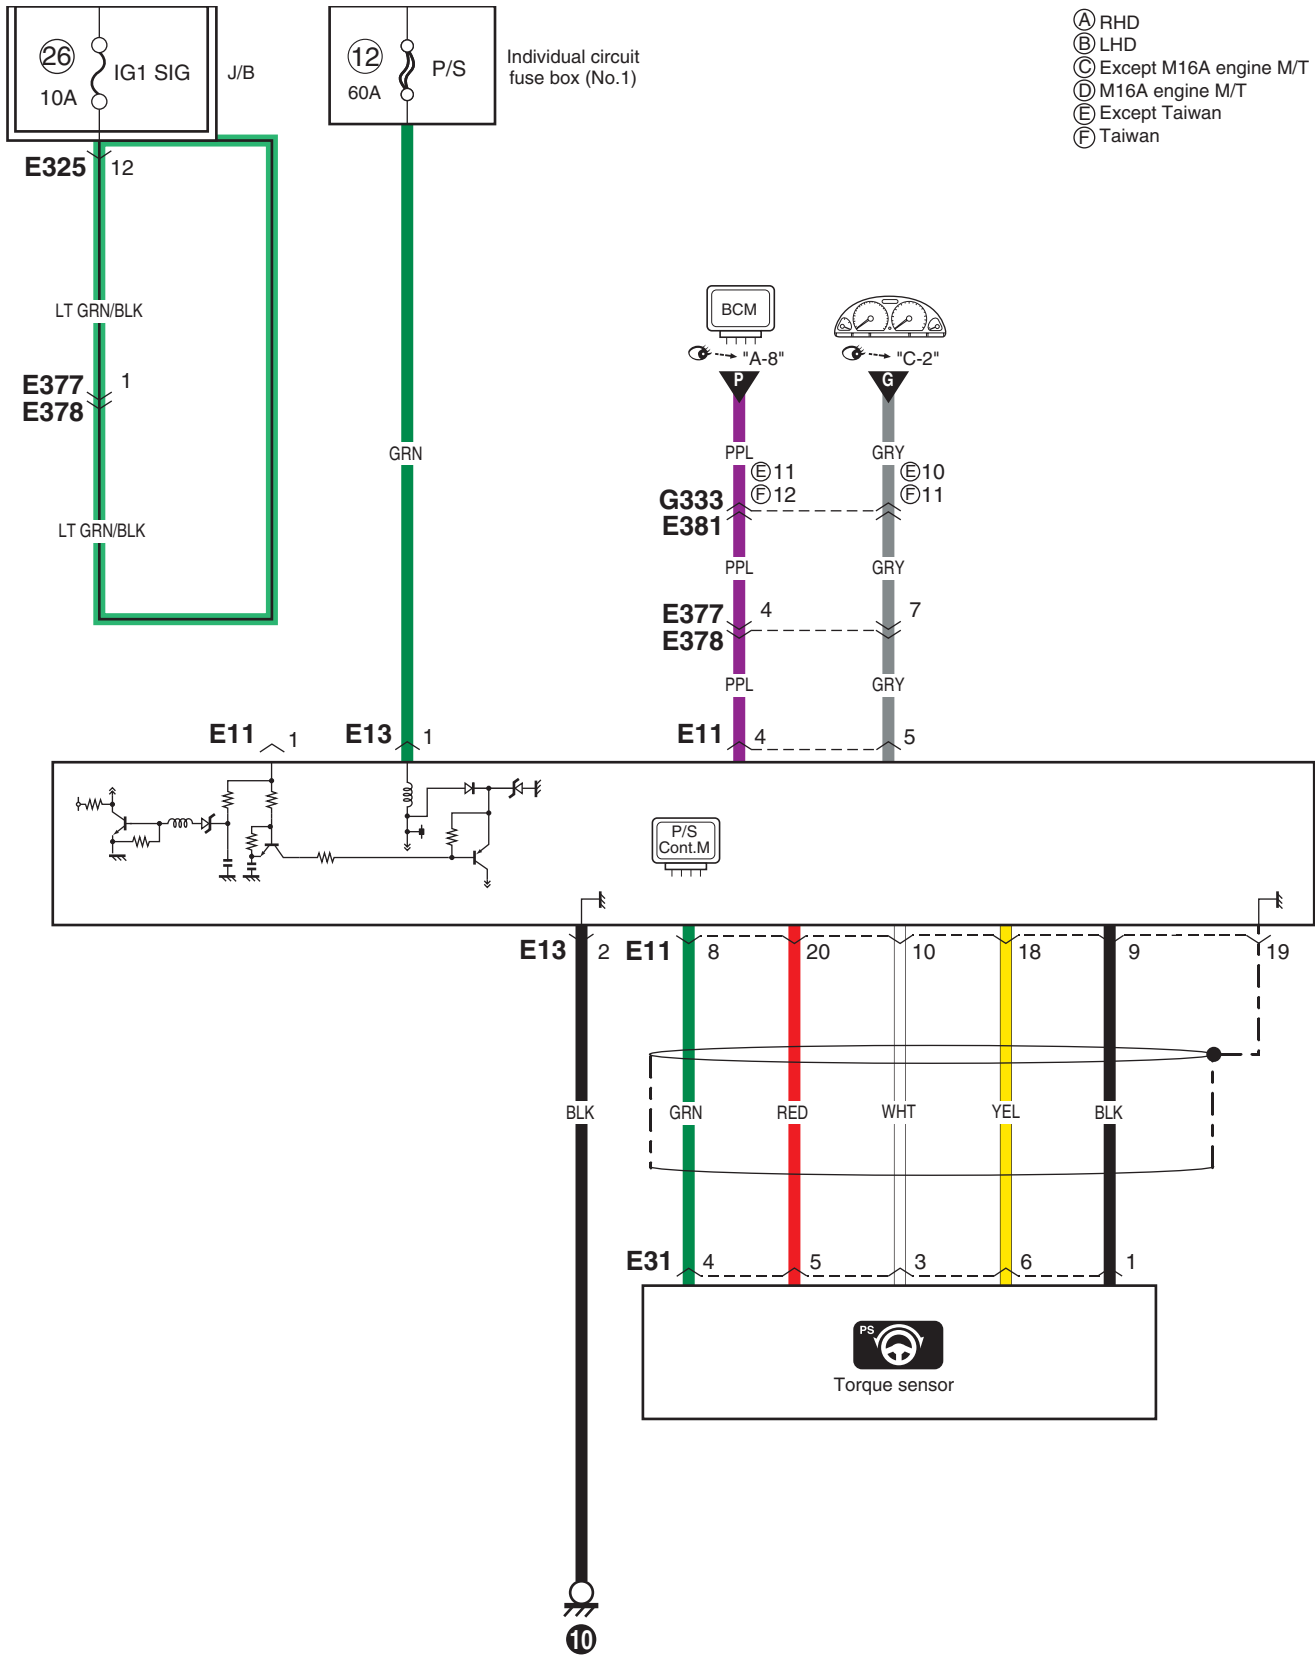 26
10A
IG1 SIG
J/B
12
60A
P/S
Individual circuit
fuse box (No.1)
A RHD
B LHD
C Except M16A engine M/T
D M16A engine M/T
E Except Taiwan
F Taiwan
E325 12
LT GRN/BLK
E377 1
E378
LT GRN/BLK
GRN
BCM
"A-8"
"C-2"
P
G
PPL
GRY
E 11
F 12
E 10
F 11
G333
E381
PPL
GRY
E377 4 7
E378
PPL
GRY
E11 1
E13 1
E11 4 5
P/S
Cont.M
E13 2
E11 8 20 10 18 9 19
BLK
GRN
RED
WHT
YEL
BLK
E31 4 5 3 6 1
PS
Torque sensor
10